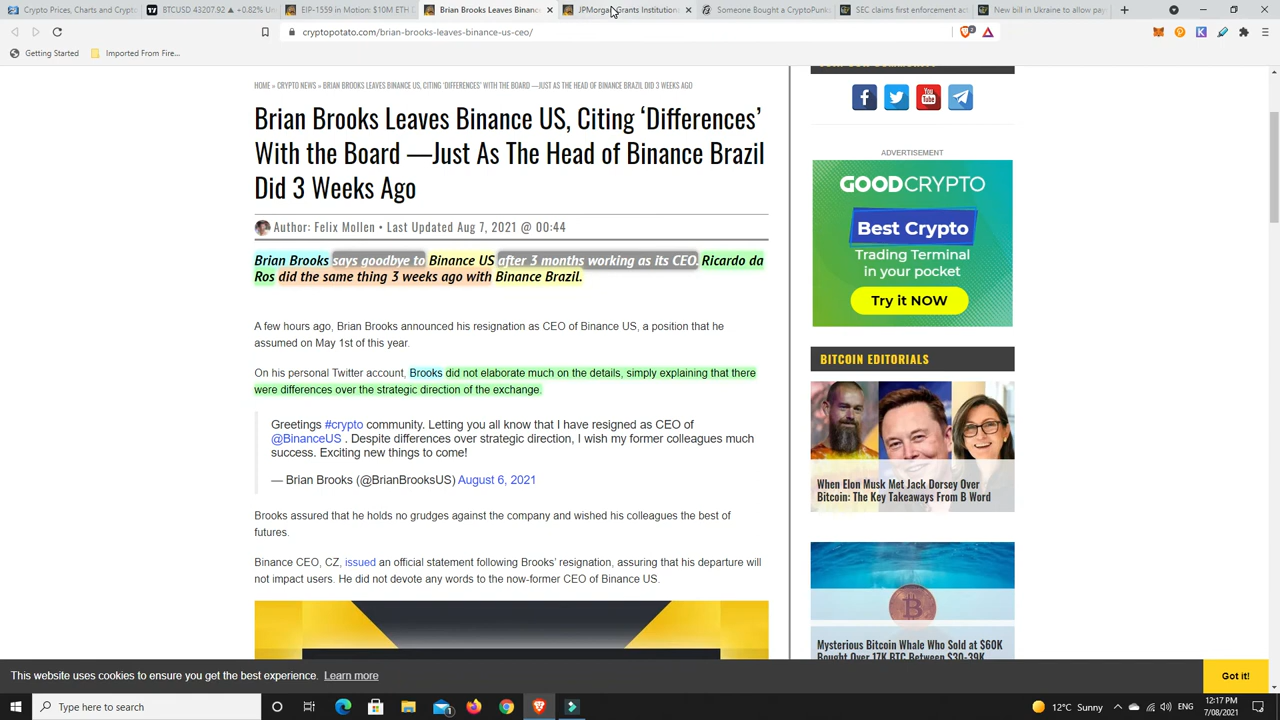 Crypto Prices, Charts and Crypto
BTCUSD 43207.92 ▲ +0.82% Un
EIP-1559 in Motion: $10M ETH D
Brian Brooks Leaves Binance
JPMorgan Grants Institution
Someone Bought a CryptoPunk
SEC claims first enforcement ac
New bill in Ukraine to allow pay
cryptopotato.com/brian-brooks-leaves-binance-us-ceo/
Getting Started
Imported From Fire...
HOME » CRYPTO NEWS » BRIAN BROOKS LEAVES BINANCE US, CITING 'DIFFERENCES' WITH THE BOARD —JUST AS THE HEAD OF BINANCE BRAZIL DID 3 WEEKS AGO
Brian Brooks Leaves Binance US, Citing ‘Differences’
With the Board —Just As The Head of Binance Brazil
Did 3 Weeks Ago
Author: Felix Mollen • Last Updated Aug 7, 2021 @ 00:44
Brian Brooks says goodbye to Binance US after 3 months working as its CEO. Ricardo da
Ros did the same thing 3 weeks ago with Binance Brazil.
A few hours ago, Brian Brooks announced his resignation as CEO of Binance US, a position that he
assumed on May 1st of this year.
On his personal Twitter account, Brooks did not elaborate much on the details, simply explaining that there
were differences over the strategic direction of the exchange.
Greetings #crypto community. Letting you all know that I have resigned as CEO of
@BinanceUS . Despite differences over strategic direction, I wish my former colleagues much
success. Exciting new things to come!
— Brian Brooks (@BrianBrooksUS) August 6, 2021
Brooks assured that he holds no grudges against the company and wished his colleagues the best of
futures.
Binance CEO, CZ, issued an official statement following Brooks’ resignation, assuring that his departure will
not impact users. He did not devote any words to the now-former CEO of Binance US.
You
Tube
ADVERTISEMENT
GOODCRYPTO
Best Crypto
Trading Terminal
in your pocket
Try it NOW
BITCOIN EDITORIALS
When Elon Musk Met Jack Dorsey Over
Bitcoin: The Key Takeaways From B Word
Mysterious Bitcoin Whale Who Sold at $60K
Bought Over 17K BTC Between $30-39K
This website uses cookies to ensure you get the best experience. Learn more
Got it!
Type here to search
12°C Sunny
ENG
12:17 PM
7/08/2021